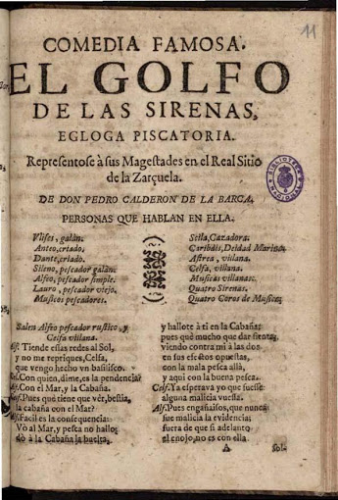 11
COMEDIA FAMOSA.
EL GOLFO
DE LAS SIRENAS,
EGLOGA PISCATORIA.
Representose à sus Magestades en el Real Sitio
de la Zarçuela.
DE DON PEDRO CALDERON DE LA BARCA.
PERSONAS QUE HABLAN EN ELLA.
Vlises, galàn.
Anteo, criado.
Dante, criado.
Sileno, pescador galàn.
Alfeo, pescador simple.
Lauro, pescador viejo.
Musicos pescadores.
Scila, Cazadora.
Caribdis, Deidad Marina.
Astrea, villana.
Celfa, villana.
Musicas villanas.
Quatro Sirenas.
Quatro Coros de Musica.
Salen Alfeo pescador rustico, y
Celfa villana.
Alf. Tiende essas redes al Sol,
y no me repriques, Celfa,
que vengo hecho vn basilisco.
Cel. Con quien, dime, es la pendencia?
Alf. Con el Mar, y la Cabaña.
Cel. Pues què tiene que vèr, bestia,
la cabaña con el Mar?
Alf. Facil es la consequencia:
Vò al Mar, y pesca no hallo;
vò à la Cabaña la buelta,
y hallote à ti en la Cabaña;
pues què mucho que dar sienta,
viendo contra mi à las dos
en sus efectos opuestas,
con la mala pesca allà,
y aqui con la buena pesca.
Cel. Ya esperava yo que fuesse
alguna malicia vuestra.
Alf. Pues engañaisos, que nunca
fue malicia la evidencia;
fuera de que si adelanto
el enojo, no es con ella
A
Sol-